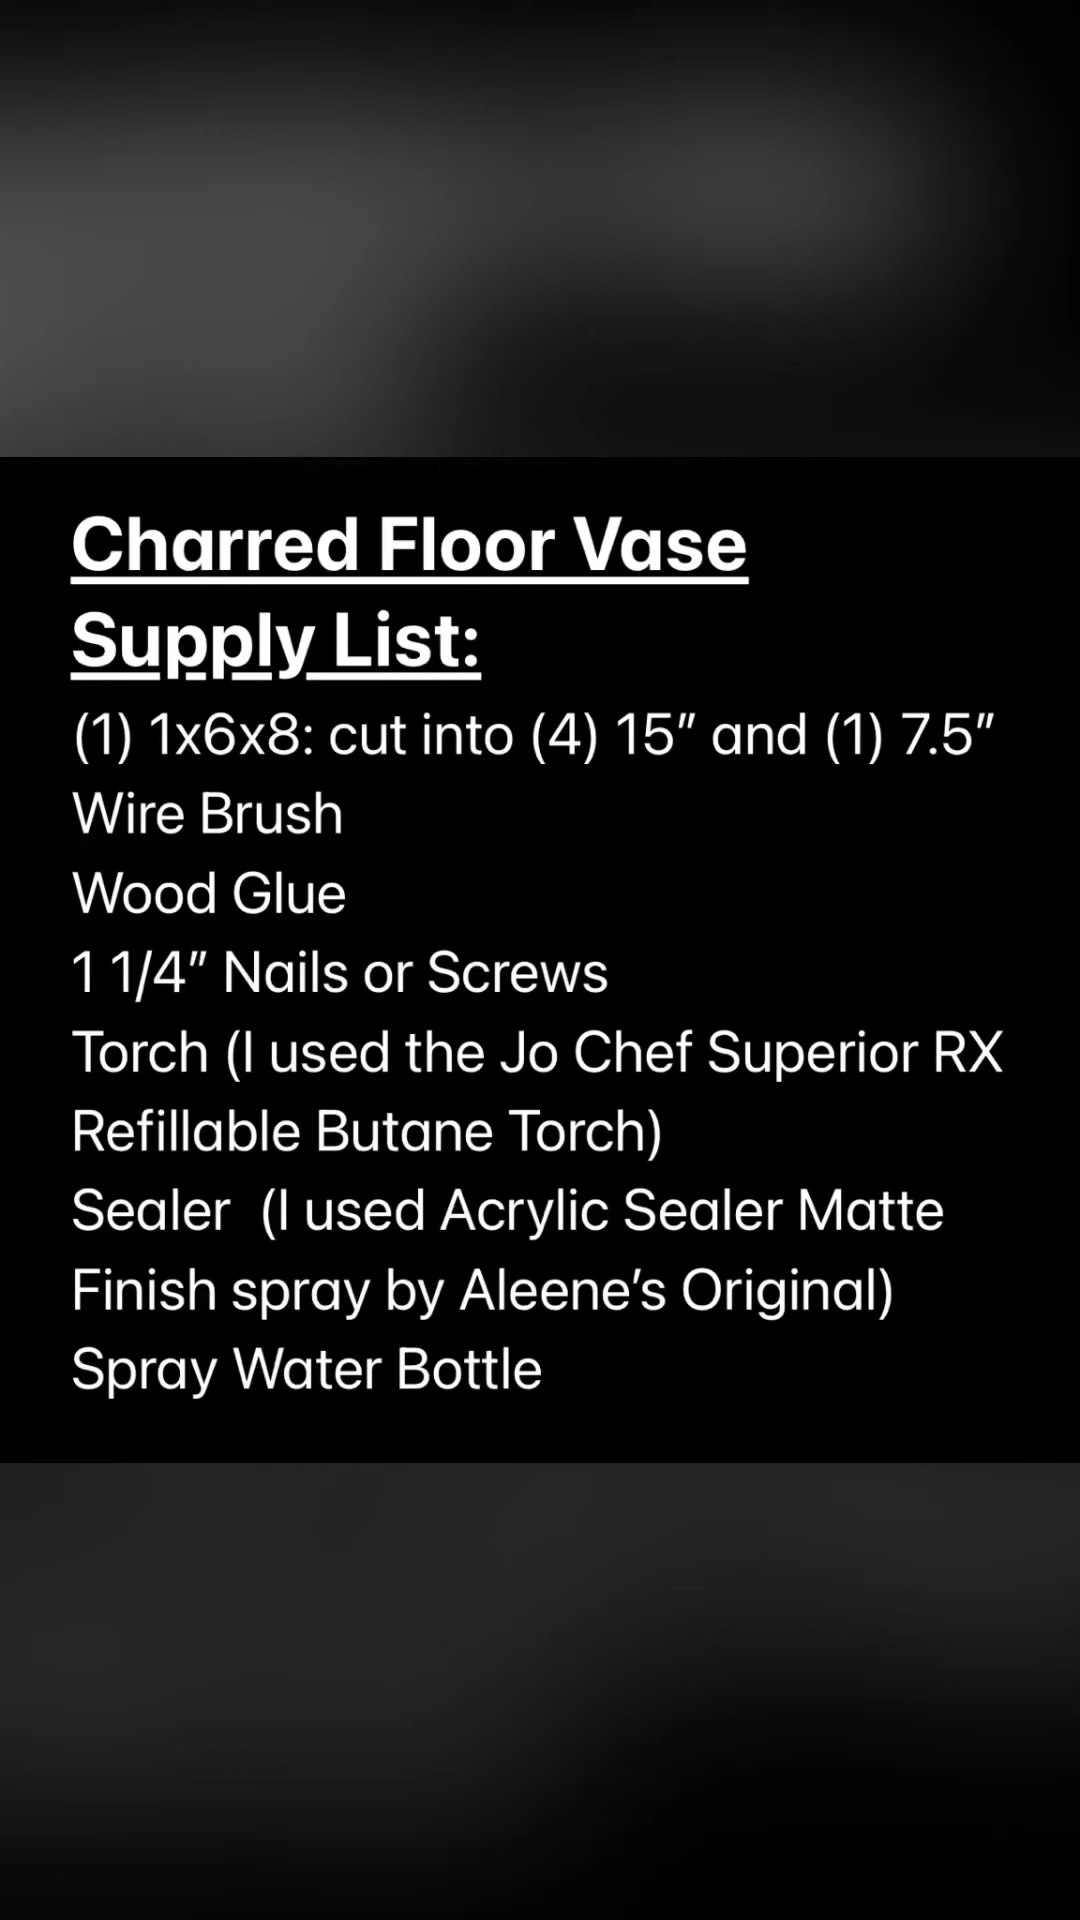 Charred Floor Vase
Supply List:
(1) 1x6x8: cut into (4) 15” and (1) 7.5”
Wire Brush
Wood Glue
1 1/4” Nails or Screws
Torch (I used the Jo Chef Superior RX
Refillable Butane Torch)
Sealer  (I used Acrylic Sealer Matte
Finish spray by Aleene’s Original)
Spray Water Bottle